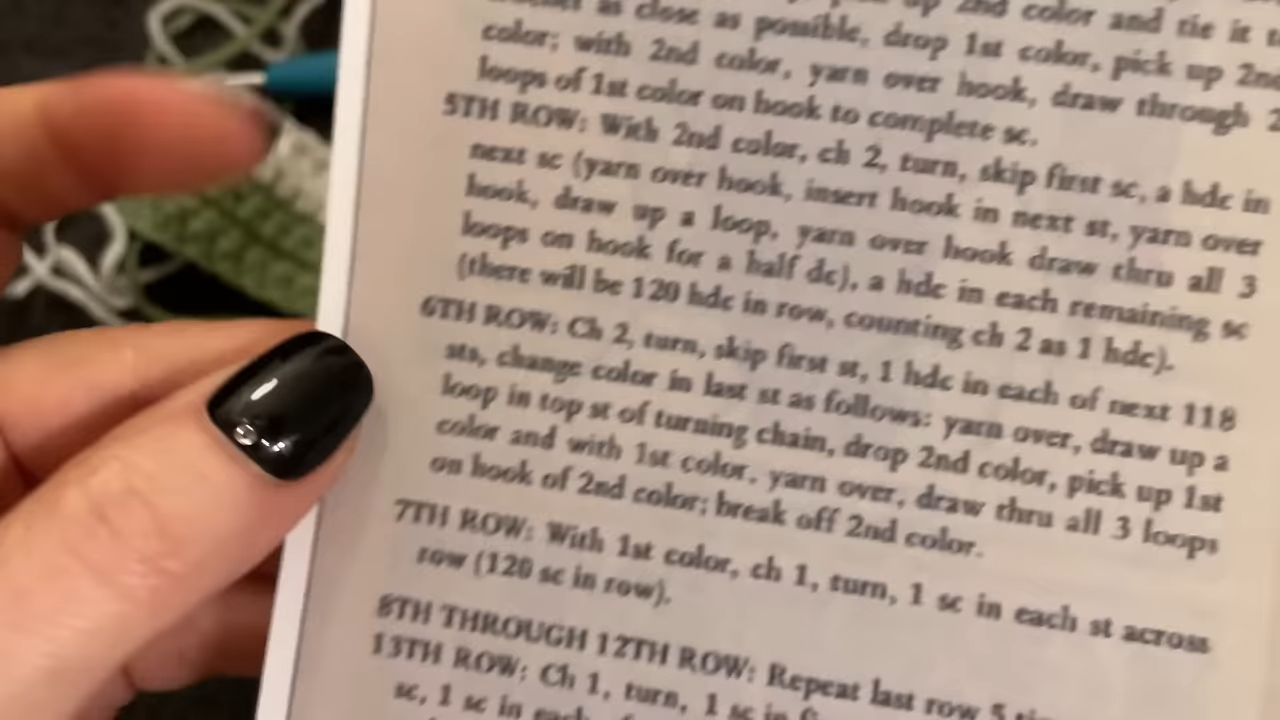 as close as possible, drop 1st color, pick up 2nd
color; with 2nd color, yarn over hook, draw through 2
loops of 1st color on hook to complete sc.
5TH ROW: With 2nd color, ch 2, turn, skip first sc, a hdc in
next sc (yarn over hook, insert hook in next st, yarn over
hook, draw up a loop, yarn over hook draw thru all 3
loops on hook for a half dc), a hdc in each remaining sc
(there will be 120 hdc in row, counting ch 2 as 1 hdc).
6TH ROW: Ch 2, turn, skip first st, 1 hdc in each of next 118
sts, change color in last st as follows: yarn over, draw up a
loop in top st of turning chain, drop 2nd color, pick up 1st
color and with 1st color, yarn over, draw thru all 3 loops
on hook of 2nd color; break off 2nd color.
7TH ROW: With 1st color, ch 1, turn, 1 sc in each st across
row (120 sc in row).
8TH THROUGH 12TH ROW: Repeat last row 5
13TH ROW: Ch 1, turn, 1 sc in
sc, 1 sc in each